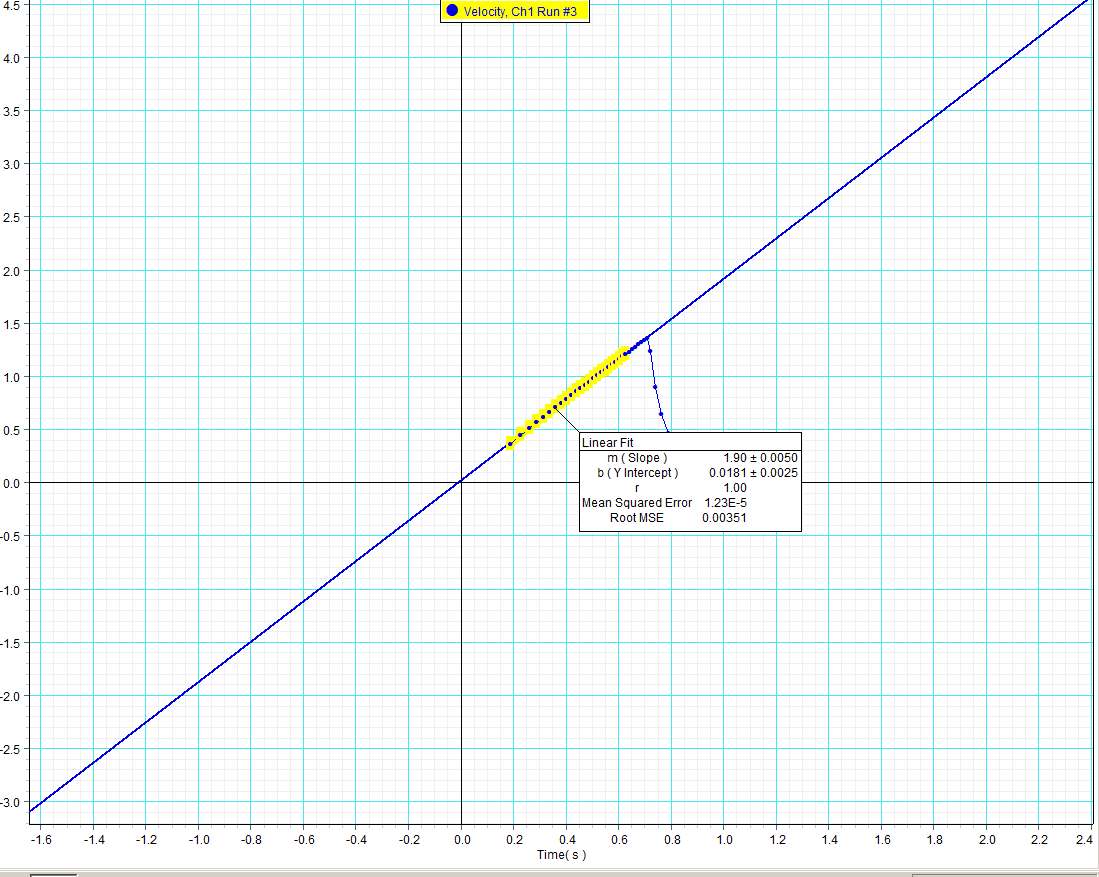 Velocity, Ch1 Run #3
4.5
4.0
3.5
3.0
2.5
2.0
1.5
1.0
0.5
0.0
-0.5
-1.0
-1.5
-2.0
-2.5
-3.0
Linear Fit
m ( Slope ) 1.90 ± 0.0050
b ( Y Intercept ) 0.0181 ± 0.0025
r 1.00
Mean Squared Error 1.23E-5
Root MSE 0.00351
-1.6 -1.4 -1.2 -1.0 -0.8 -0.6 -0.4 -0.2 0.0 0.2 0.4 0.6 0.8 1.0 1.2 1.4 1.6 1.8 2.0 2.2 2.4
Time( s )